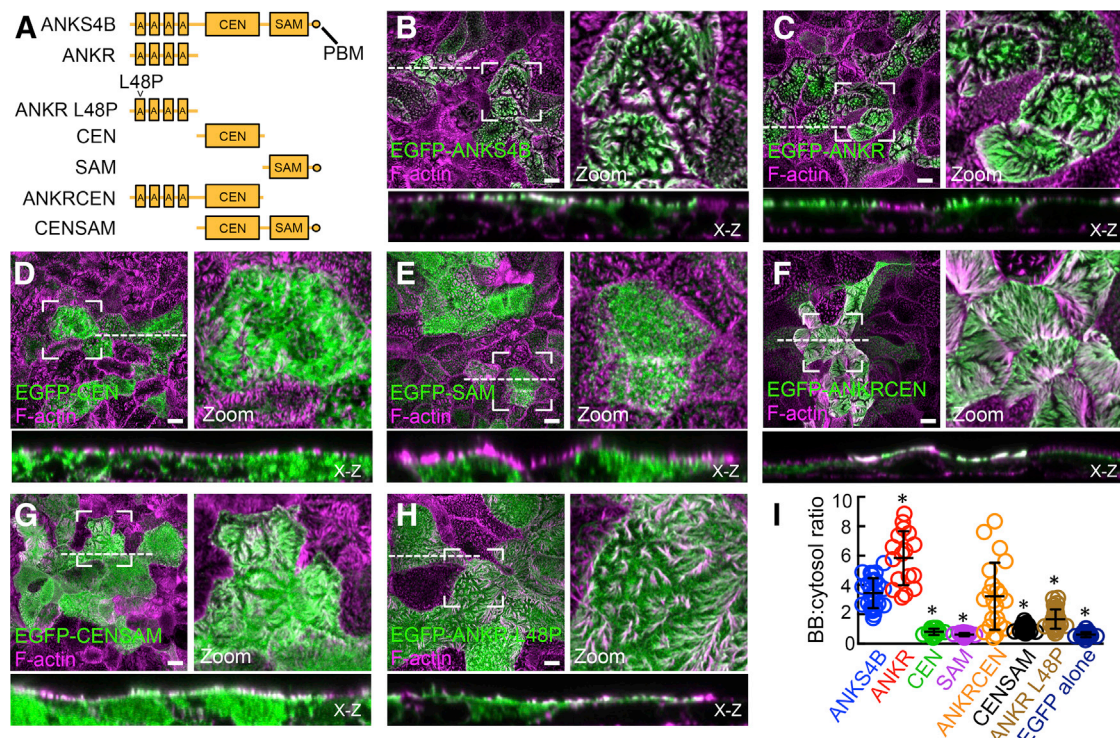 A
ANKS4B
A A A A
CEN
SAM
PBM
ANKR
A A A A
L48P
v
ANKR L48P
A A A A
CEN
CEN
SAM
SAM
ANKRCEN
A A A A
CEN
CENSAM
CEN
SAM
B
EGFP-ANKS4B
F-actin
Zoom
X-Z
C
EGFP-ANKR
F-actin
Zoom
X-Z
D
EGFP-CEN
F-actin
Zoom
X-Z
E
EGFP-SAM
F-actin
Zoom
X-Z
F
EGFP-ANKRCEN
F-actin
Zoom
X-Z
G
EGFP-CENSAM
F-actin
Zoom
X-Z
H
EGFP-ANKR L48P
F-actin
Zoom
X-Z
I
BB:cytosol ratio
10
8
6
4
2
0
* * * * * *
ANKS4B
ANKR
CEN
SAM
ANKRCEN
CENSAM
ANKR L48P
EGFP alone